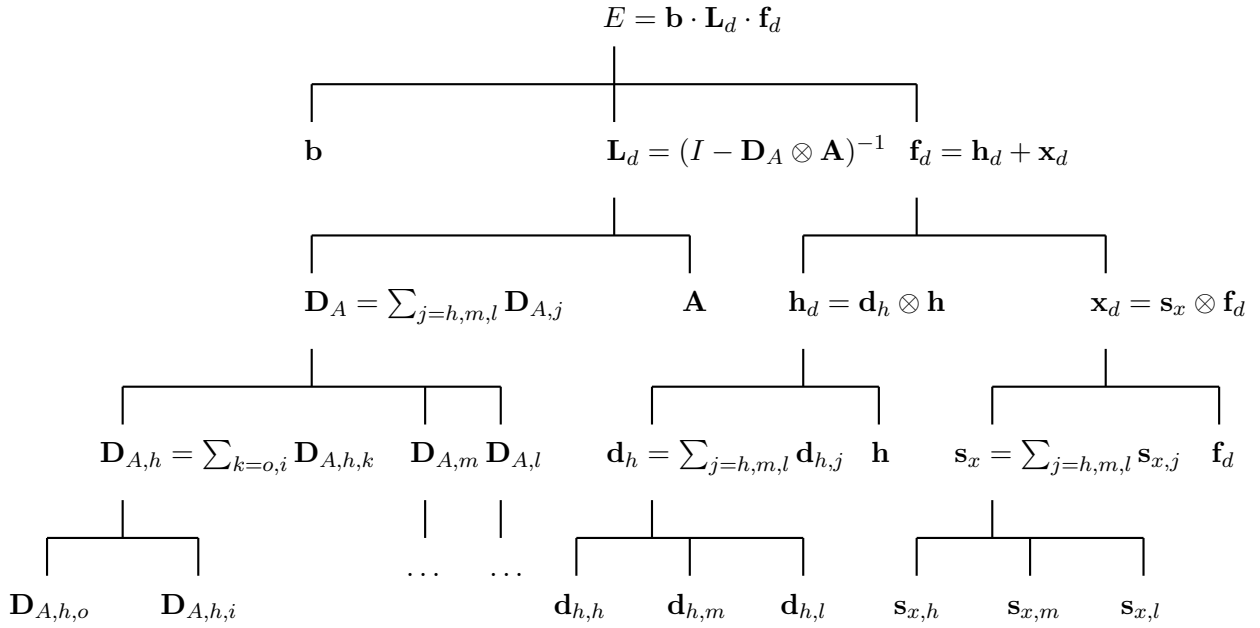 E = b · L_d · f_d
b L_d = (I − D_A ⊗ A)^{−1} f_d = h_d + x_d
D_A = ∑_{j=h,m,l} D_{A,j} A h_d = d_h ⊗ h x_d = s_x ⊗ f_d
D_{A,h} = ∑_{k=o,i} D_{A,h,k} D_{A,m} D_{A,l} d_h = ∑_{j=h,m,l} d_{h,j} h s_x = ∑_{j=h,m,l} s_{x,j} f_d
... ...
D_{A,h,o} D_{A,h,i} d_{h,h} d_{h,m} d_{h,l} s_{x,h} s_{x,m} s_{x,l}